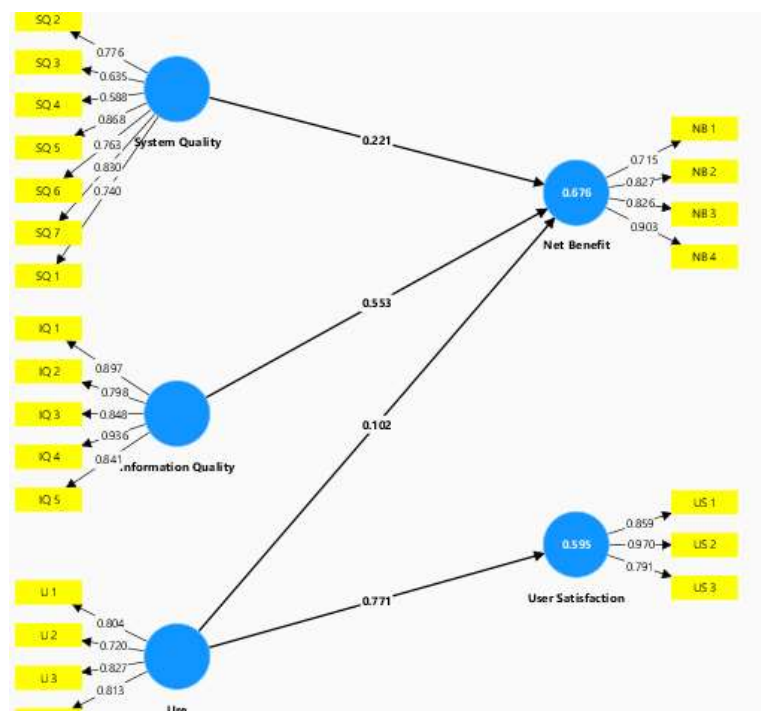 SQ 2
0.776
SQ 3
0.635
SQ 4
0.588
0.868
System Quality
SQ 5
0.763
0.830
SQ 6
0.740
SQ 7
SQ 1
0.221
NB 1
0.715
NB 2
0.827
0.676
0.826
NB 3
0.903
Net Benefit
NB 4
0.553
IQ 1
0.897
IQ 2
0.798
IQ 3
0.848
0.936
IQ 4
0.841
Information Quality
IQ 5
0.102
US 1
0.859
0.595
0.970
US 2
0.791
US 3
User Satisfaction
0.771
U 1
0.804
U 2
0.720
0.827
U 3
0.813
Use